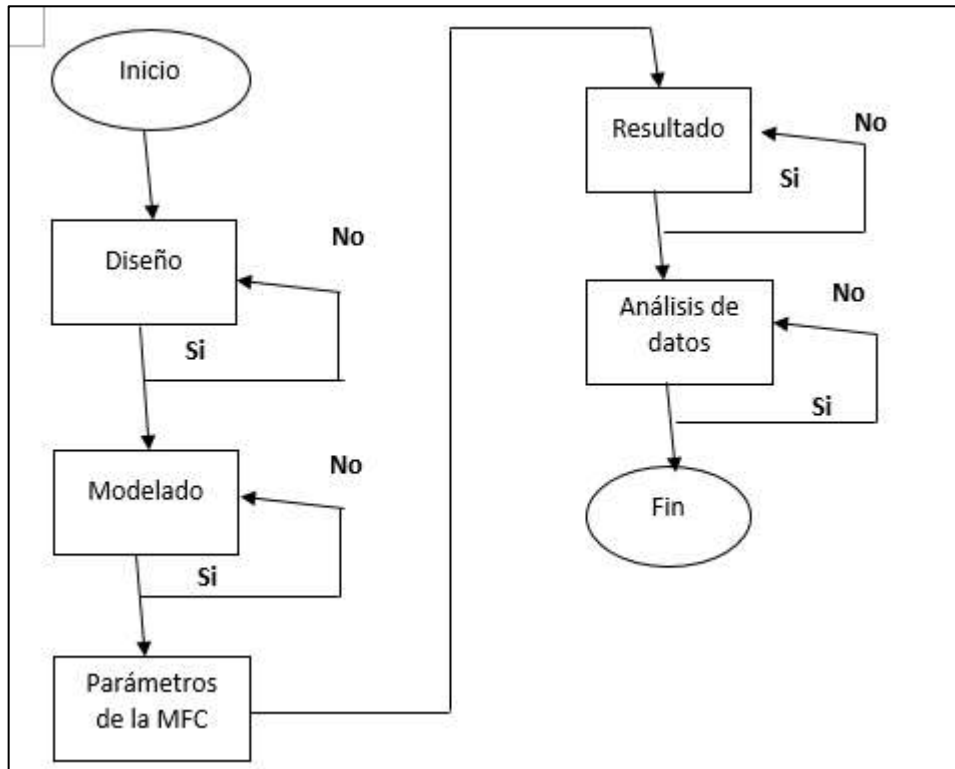 Inicio
Diseño
No
Si
Modelado
No
Si
Parámetros
de la MFC
Resultado
No
Si
Análisis de
datos
No
Si
Fin